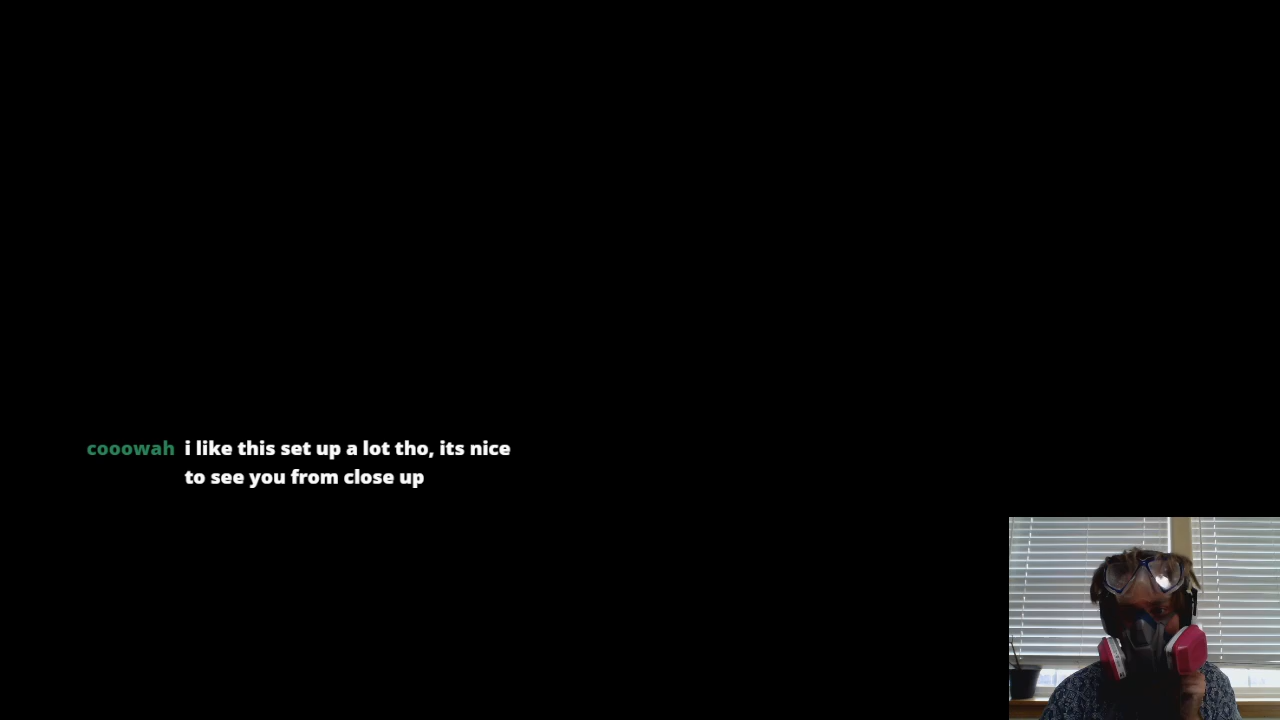 cooowah i like this set up a lot tho, its nice
to see you from close up